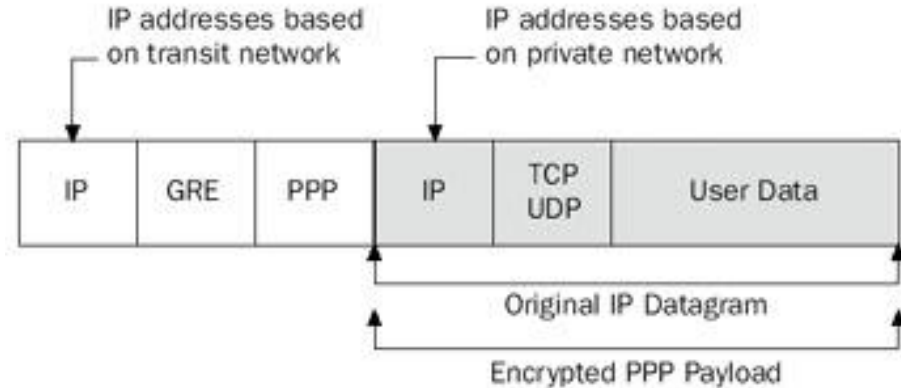 IP addresses based
on transit network
IP addresses based
on private network
IP
GRE
PPP
IP
TCP
UDP
User Data
Original IP Datagram
Encrypted PPP Payload